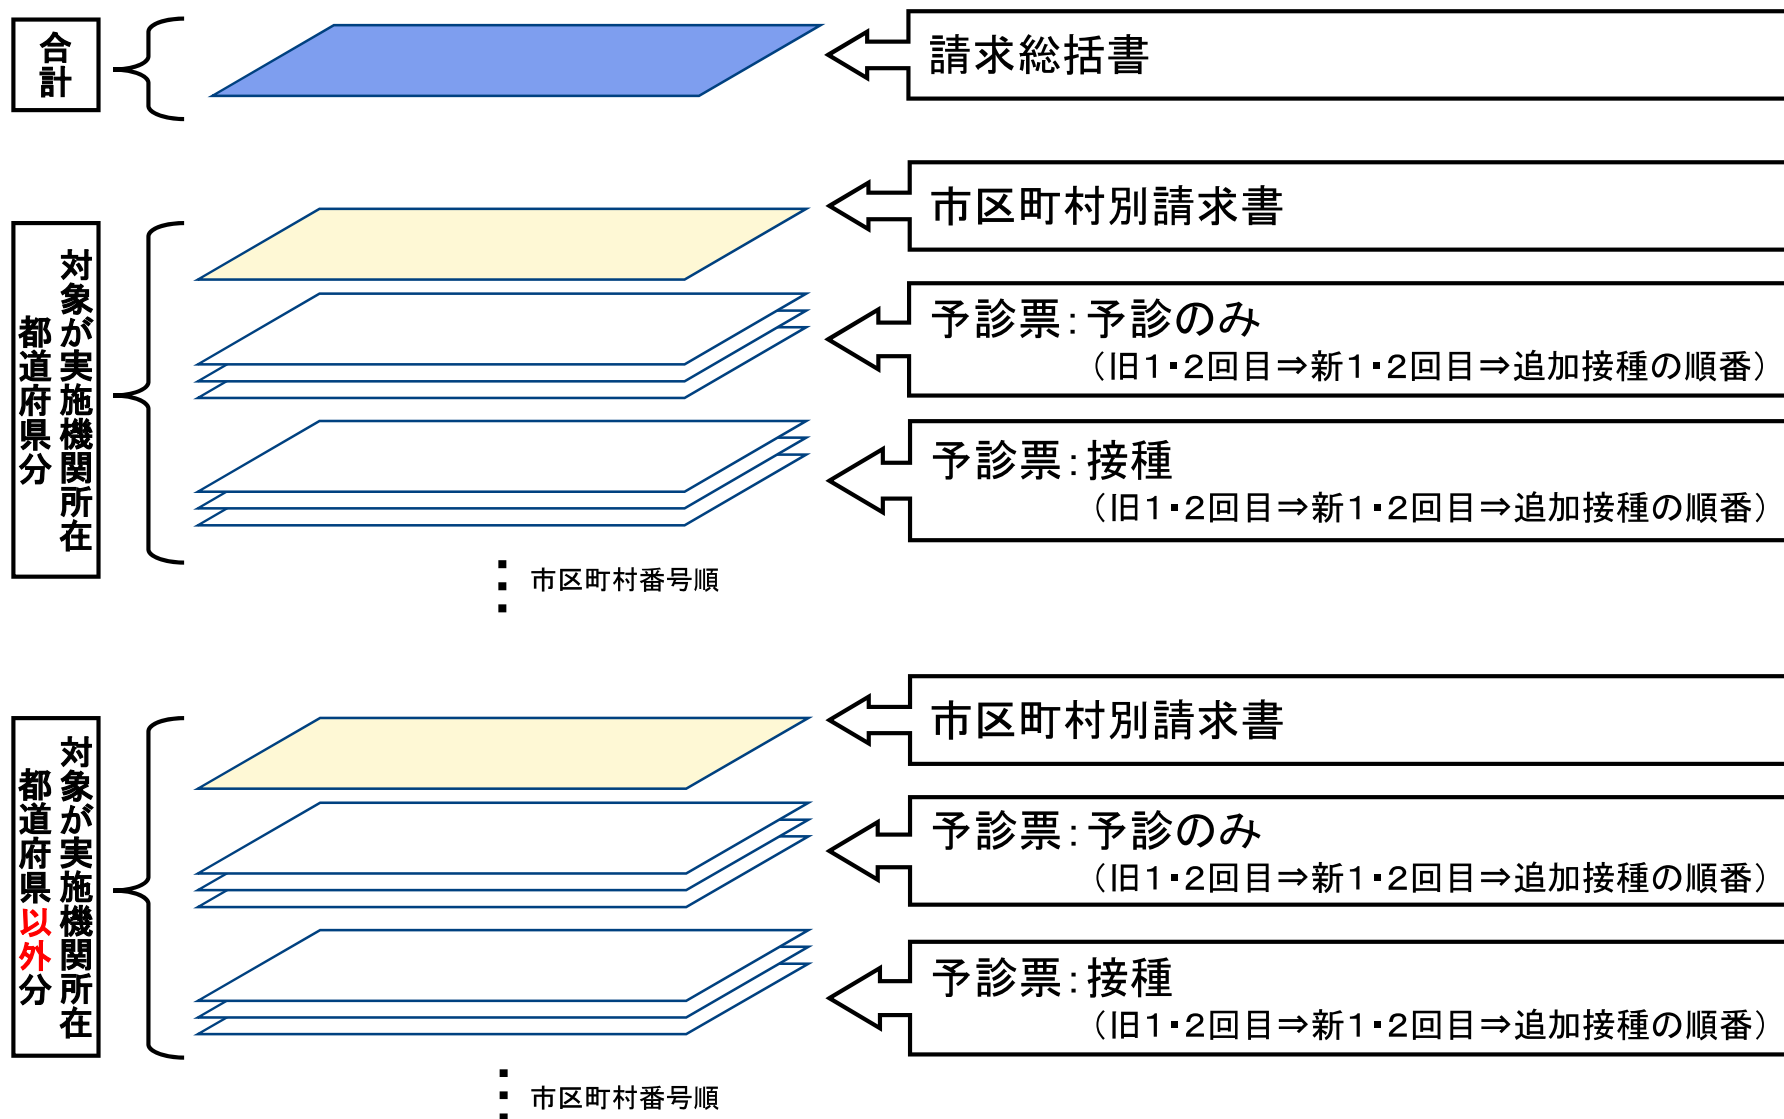 合計
請求総括書
対象が実施機関所在
都道府県分
市区町村別請求書
予診票：予診のみ
（旧１・２回目⇒新１・２回目⇒追加接種の順番）
予診票：接種
（旧１・２回目⇒新１・２回目⇒追加接種の順番）
市区町村番号順
対象が実施機関所在
都道府県以外分
市区町村別請求書
予診票：予診のみ
（旧１・２回目⇒新１・２回目⇒追加接種の順番）
予診票：接種
（旧１・２回目⇒新１・２回目⇒追加接種の順番）
市区町村番号順